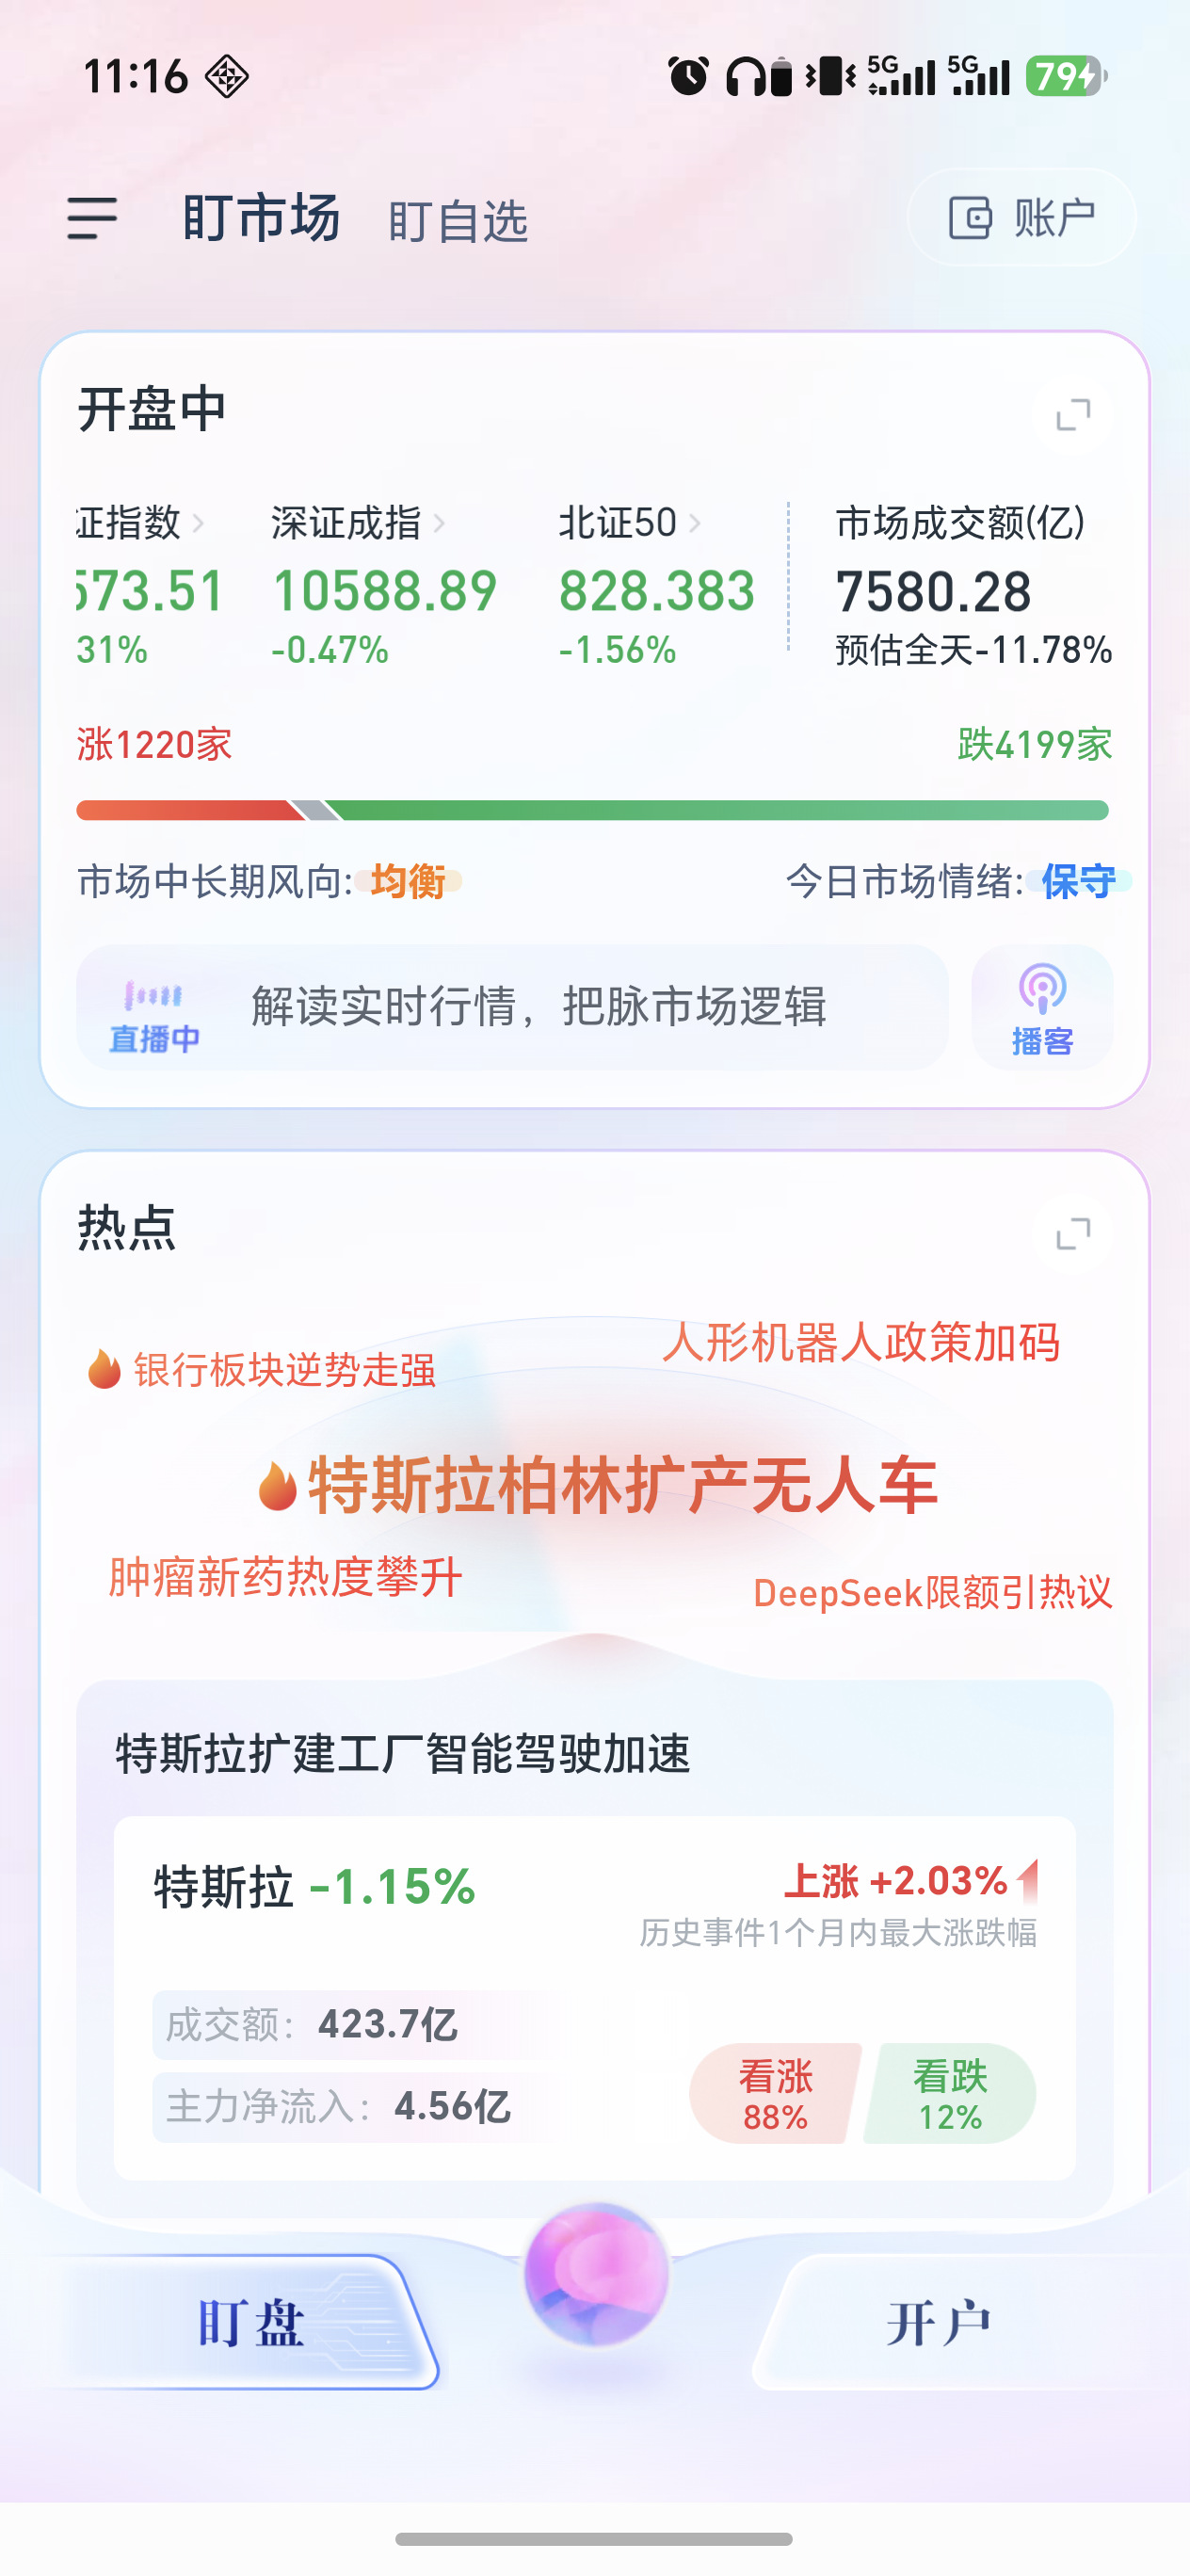 11:16
5G 5G 79
盯市场 盯自选 账户
开盘中
证指数 深证成指 北证50 市场成交额(亿)
573.51 10588.89 828.383 7580.28
31% -0.47% -1.56% 预估全天-11.78%
涨1220家 跌4199家
市场中长期风向: 均衡 今日市场情绪: 保守
解读实时行情，把脉市场逻辑
直播中 播客
热点
人形机器人政策加码
银行板块逆势走强
特斯拉柏林扩产无人车
肿瘤新药热度攀升
DeepSeek限额引热议
特斯拉扩建工厂智能驾驶加速
特斯拉 -1.15% 上涨 +2.03%
历史事件1个月内最大涨跌幅
成交额： 423.7亿
主力净流入： 4.56亿
看涨 看跌
88% 12%
盯盘 开户